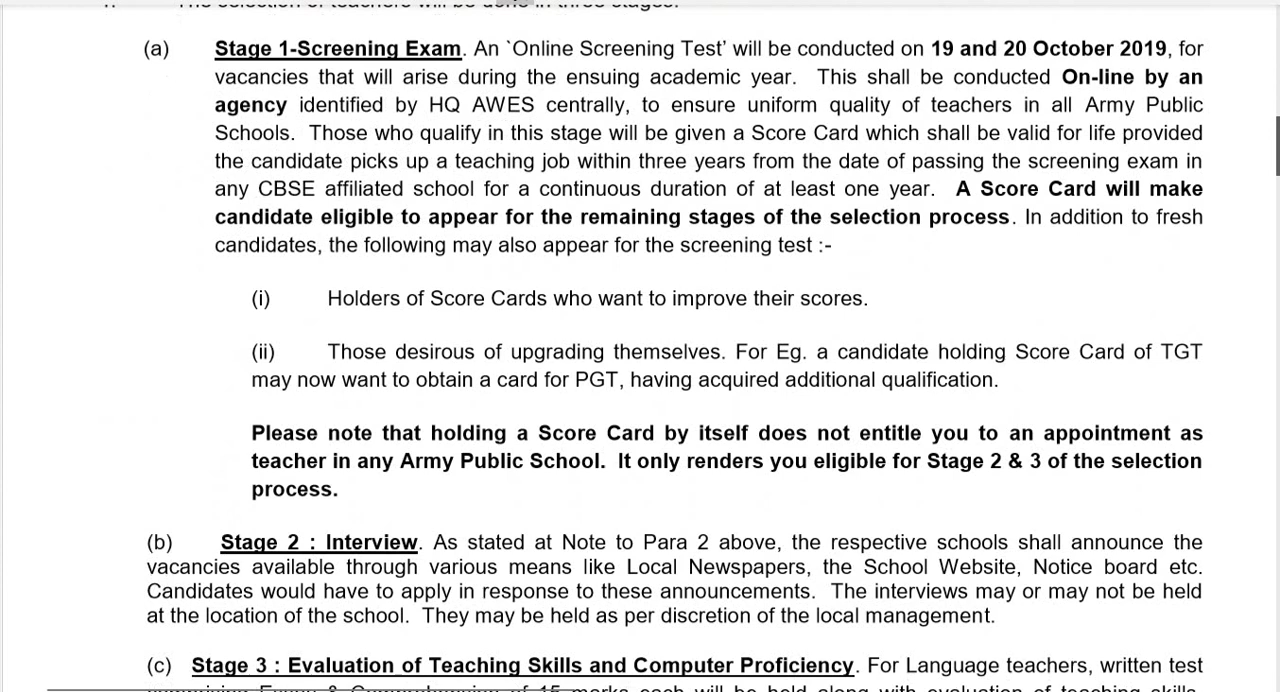 (a) Stage 1-Screening Exam. An `Online Screening Test' will be conducted on 19 and 20 October 2019, for
vacancies that will arise during the ensuing academic year. This shall be conducted On-line by an
agency identified by HQ AWES centrally, to ensure uniform quality of teachers in all Army Public
Schools. Those who qualify in this stage will be given a Score Card which shall be valid for life provided
the candidate picks up a teaching job within three years from the date of passing the screening exam in
any CBSE affiliated school for a continuous duration of at least one year. A Score Card will make
candidate eligible to appear for the remaining stages of the selection process. In addition to fresh
candidates, the following may also appear for the screening test :-
(i) Holders of Score Cards who want to improve their scores.
(ii) Those desirous of upgrading themselves. For Eg. a candidate holding Score Card of TGT
may now want to obtain a card for PGT, having acquired additional qualification.
Please note that holding a Score Card by itself does not entitle you to an appointment as
teacher in any Army Public School. It only renders you eligible for Stage 2 & 3 of the selection
process.
(b) Stage 2 : Interview. As stated at Note to Para 2 above, the respective schools shall announce the
vacancies available through various means like Local Newspapers, the School Website, Notice board etc.
Candidates would have to apply in response to these announcements. The interviews may or may not be held
at the location of the school. They may be held as per discretion of the local management.
(c) Stage 3 : Evaluation of Teaching Skills and Computer Proficiency. For Language teachers, written test